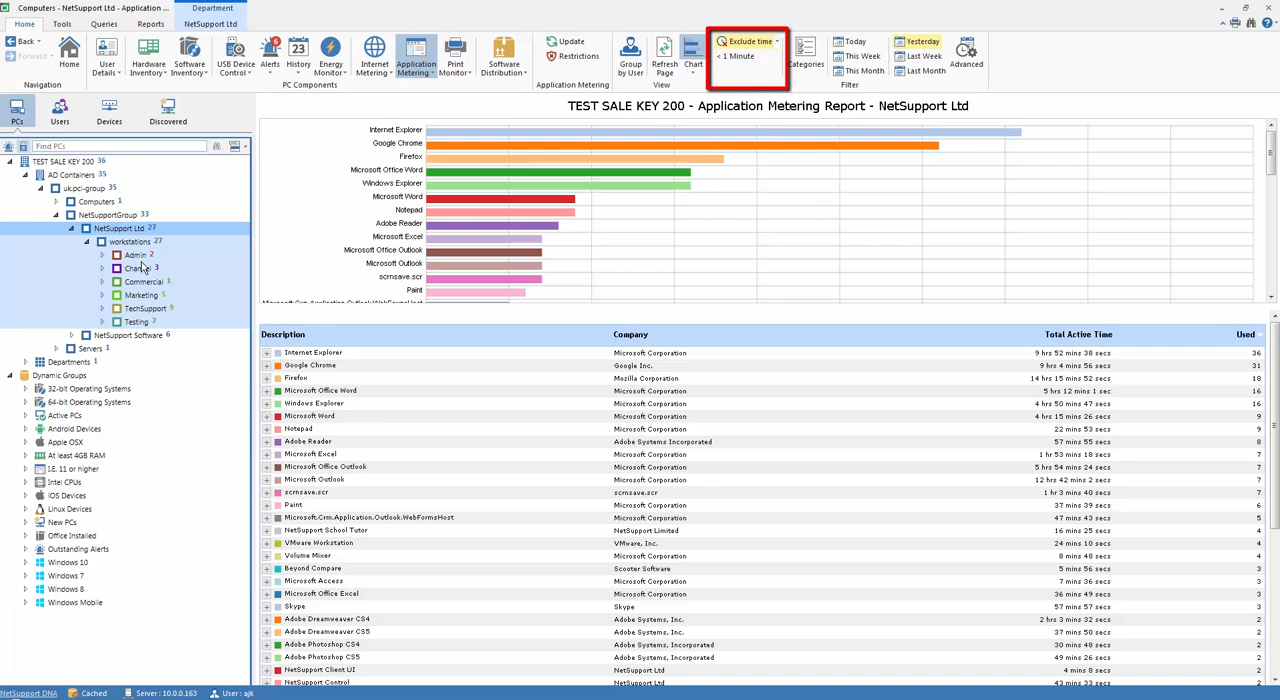 Computers - NetSupport Ltd - Application ...
Department
Home Tools Queries Reports NetSupport Ltd
Back
Forward
Home
User Details
Hardware Inventory
Software Inventory
USB Device Control
6
Alerts
23
History
Energy Monitor
Internet Metering
Application Metering
Print Monitor
Software Distribution
Update
Restrictions
Group by User
Refresh Page
Chart
Exclude time
< 1 Minute
Categories
Today
This Week
This Month
Yesterday
Last Week
Last Month
Advanced
Navigation
PC Components
Application Metering
View
Filter
PCs Users Devices Discovered
Find PCs
TEST SALE KEY 200 36
AD Containers 35
uk.pci-group 35
Computers 1
NetSupportGroup 33
NetSupport Ltd 27
workstations 27
Admin 2
3
Commercial 1
Marketing 5
TechSupport 9
Testing 7
NetSupport Software 6
Servers 1
Departments 1
Dynamic Groups
32-bit Operating Systems
64-bit Operating Systems
Active PCs
Android Devices
Apple OSX
At least 4GB RAM
I.E. 11 or higher
Intel CPUs
iOS Devices
Linux Devices
New PCs
Office Installed
Outstanding Alerts
Windows 10
Windows 7
Windows 8
Windows Mobile
TEST SALE KEY 200 - Application Metering Report - NetSupport Ltd
Internet Explorer
Google Chrome
Firefox
Microsoft Office Word
Windows Explorer
Microsoft Word
Notepad
Adobe Reader
Microsoft Excel
Microsoft Office Outlook
Microsoft Outlook
scrnsave.scr
Paint
Microsoft.Crm.Application.Outlook.WebFormsHost
Description Company Total Active Time Used
Internet Explorer Microsoft Corporation 9 hrs 52 mins 38 secs 36
Google Chrome Google Inc. 9 hrs 4 mins 56 secs 31
Firefox Mozilla Corporation 14 hrs 15 mins 52 secs 18
Microsoft Office Word Microsoft Corporation 5 hrs 12 mins 1 sec 16
Windows Explorer Microsoft Corporation 4 hrs 50 mins 47 secs 16
Microsoft Word Microsoft Corporation 4 hrs 15 mins 26 secs 9
Notepad Microsoft Corporation 22 mins 53 secs 9
Adobe Reader Adobe Systems Incorporated 57 mins 55 secs 8
Microsoft Excel Microsoft Corporation 1 hr 53 mins 18 secs 7
Microsoft Office Outlook Microsoft Corporation 5 hrs 54 mins 24 secs 7
Microsoft Outlook Microsoft Corporation 12 hrs 42 mins 2 secs 7
scrnsave.scr scrnsave.scr 1 hr 3 mins 40 secs 7
Paint Microsoft Corporation 37 mins 39 secs 6
Microsoft.Crm.Application.Outlook.WebFormsHost Microsoft Corporation 47 mins 43 secs 5
NetSupport School Tutor NetSupport Limited 16 mins 25 secs 4
VMware Workstation VMware, Inc. 24 mins 10 secs 4
Volume Mixer Microsoft Corporation 8 mins 48 secs 4
Beyond Compare Scooter Software 5 mins 56 secs 3
Microsoft Access Microsoft Corporation 7 mins 36 secs 3
Microsoft Office Excel Microsoft Corporation 36 mins 49 secs 3
Skype Skype 57 mins 57 secs 3
Adobe Dreamweaver CS4 Adobe Systems, Inc. 2 hrs 3 mins 32 secs 2
Adobe Dreamweaver CS5 Adobe Systems, Inc. 37 mins 50 secs 2
Adobe Photoshop CS4 Adobe Systems, Incorporated 30 mins 48 secs 2
Adobe Photoshop CS5 Adobe Systems, Incorporated 49 mins 26 secs 2
NetSupport Client UI NetSupport Ltd 4 mins 8 secs 2
NetSupport Control NetSupport Ltd 43 mins 33 secs 2
NetSupport DNA Cached Server : 10.0.0.163 User : ajk